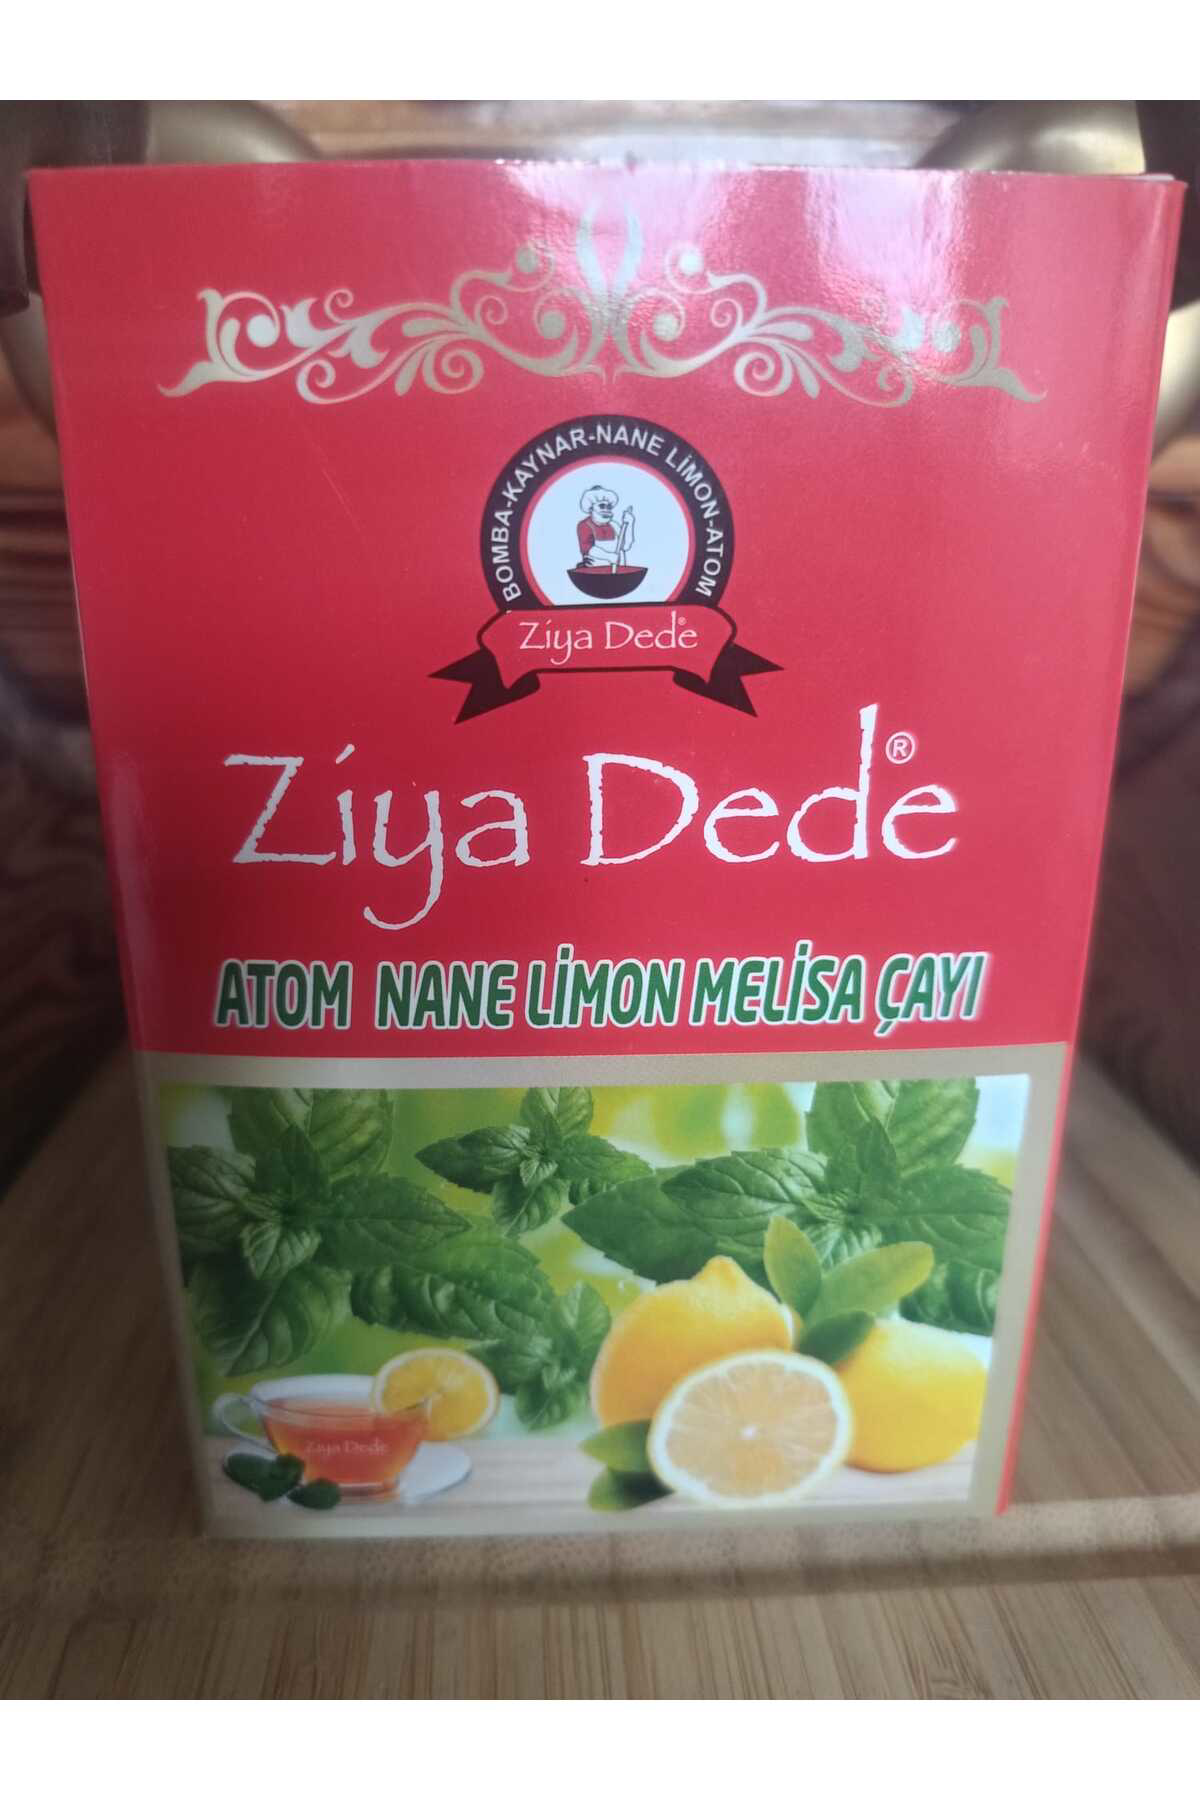 BOMBA-KAYNAR-NANE LİMON-ATOM
Ziya Dede®
Ziya Dede®
ATOM NANE LİMON MELİSA ÇAYI
Ziya Dede